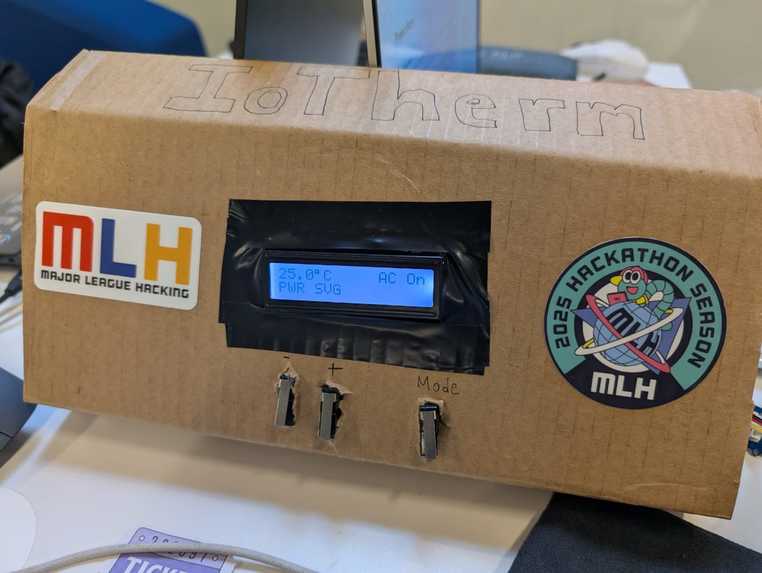 IoTherm
MLH
MAJOR LEAGUE HACKING
25.0°C AC On
PWR SVG
- +
Mode
2025 HACKATHON SEASON
MLH
MLH